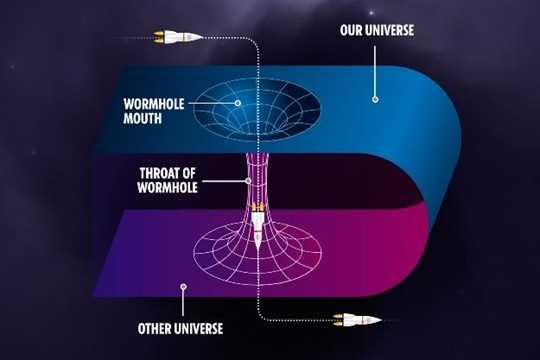 OUR UNIVERSE
WORMHOLE
MOUTH
THROAT OF
WORMHOLE
OTHER UNIVERSE